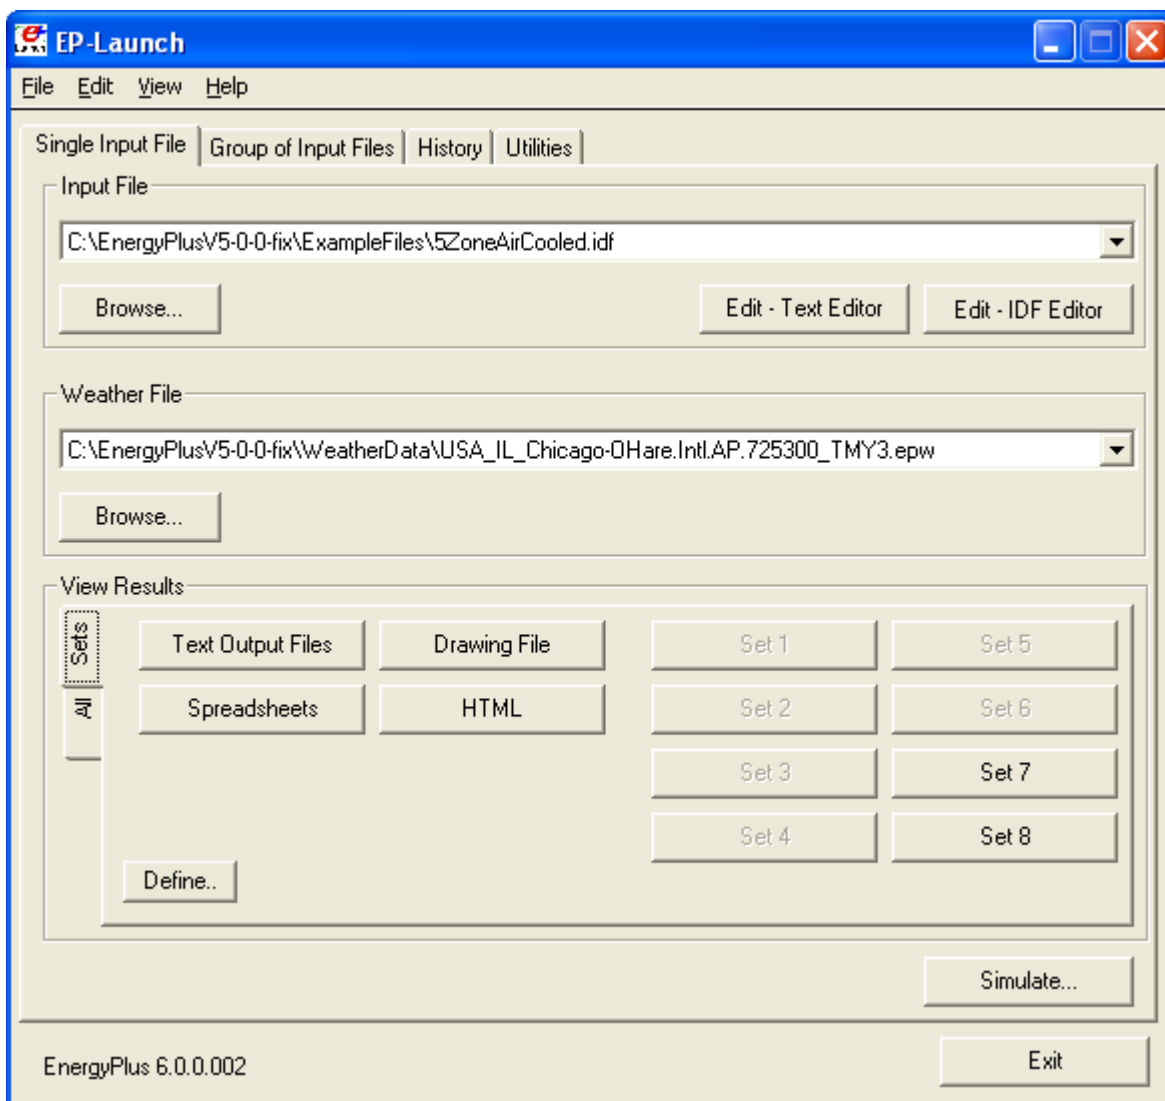 EP-Launch
File Edit View Help
Single Input File Group of Input Files History Utilities
Input File
C:\EnergyPlusV5-0-0-fix\ExampleFiles\5ZoneAirCooled.idf
Browse... Edit - Text Editor Edit - IDF Editor
Weather File
C:\EnergyPlusV5-0-0-fix\WeatherData\USA_IL_Chicago-OHare.Intl.AP.725300_TMY3.epw
Browse...
View Results
Sets
All
Text Output Files Drawing File Set 1 Set 5
Spreadsheets HTML Set 2 Set 6
Set 3 Set 7
Set 4 Set 8
Define..
Simulate...
EnergyPlus 6.0.0.002 Exit